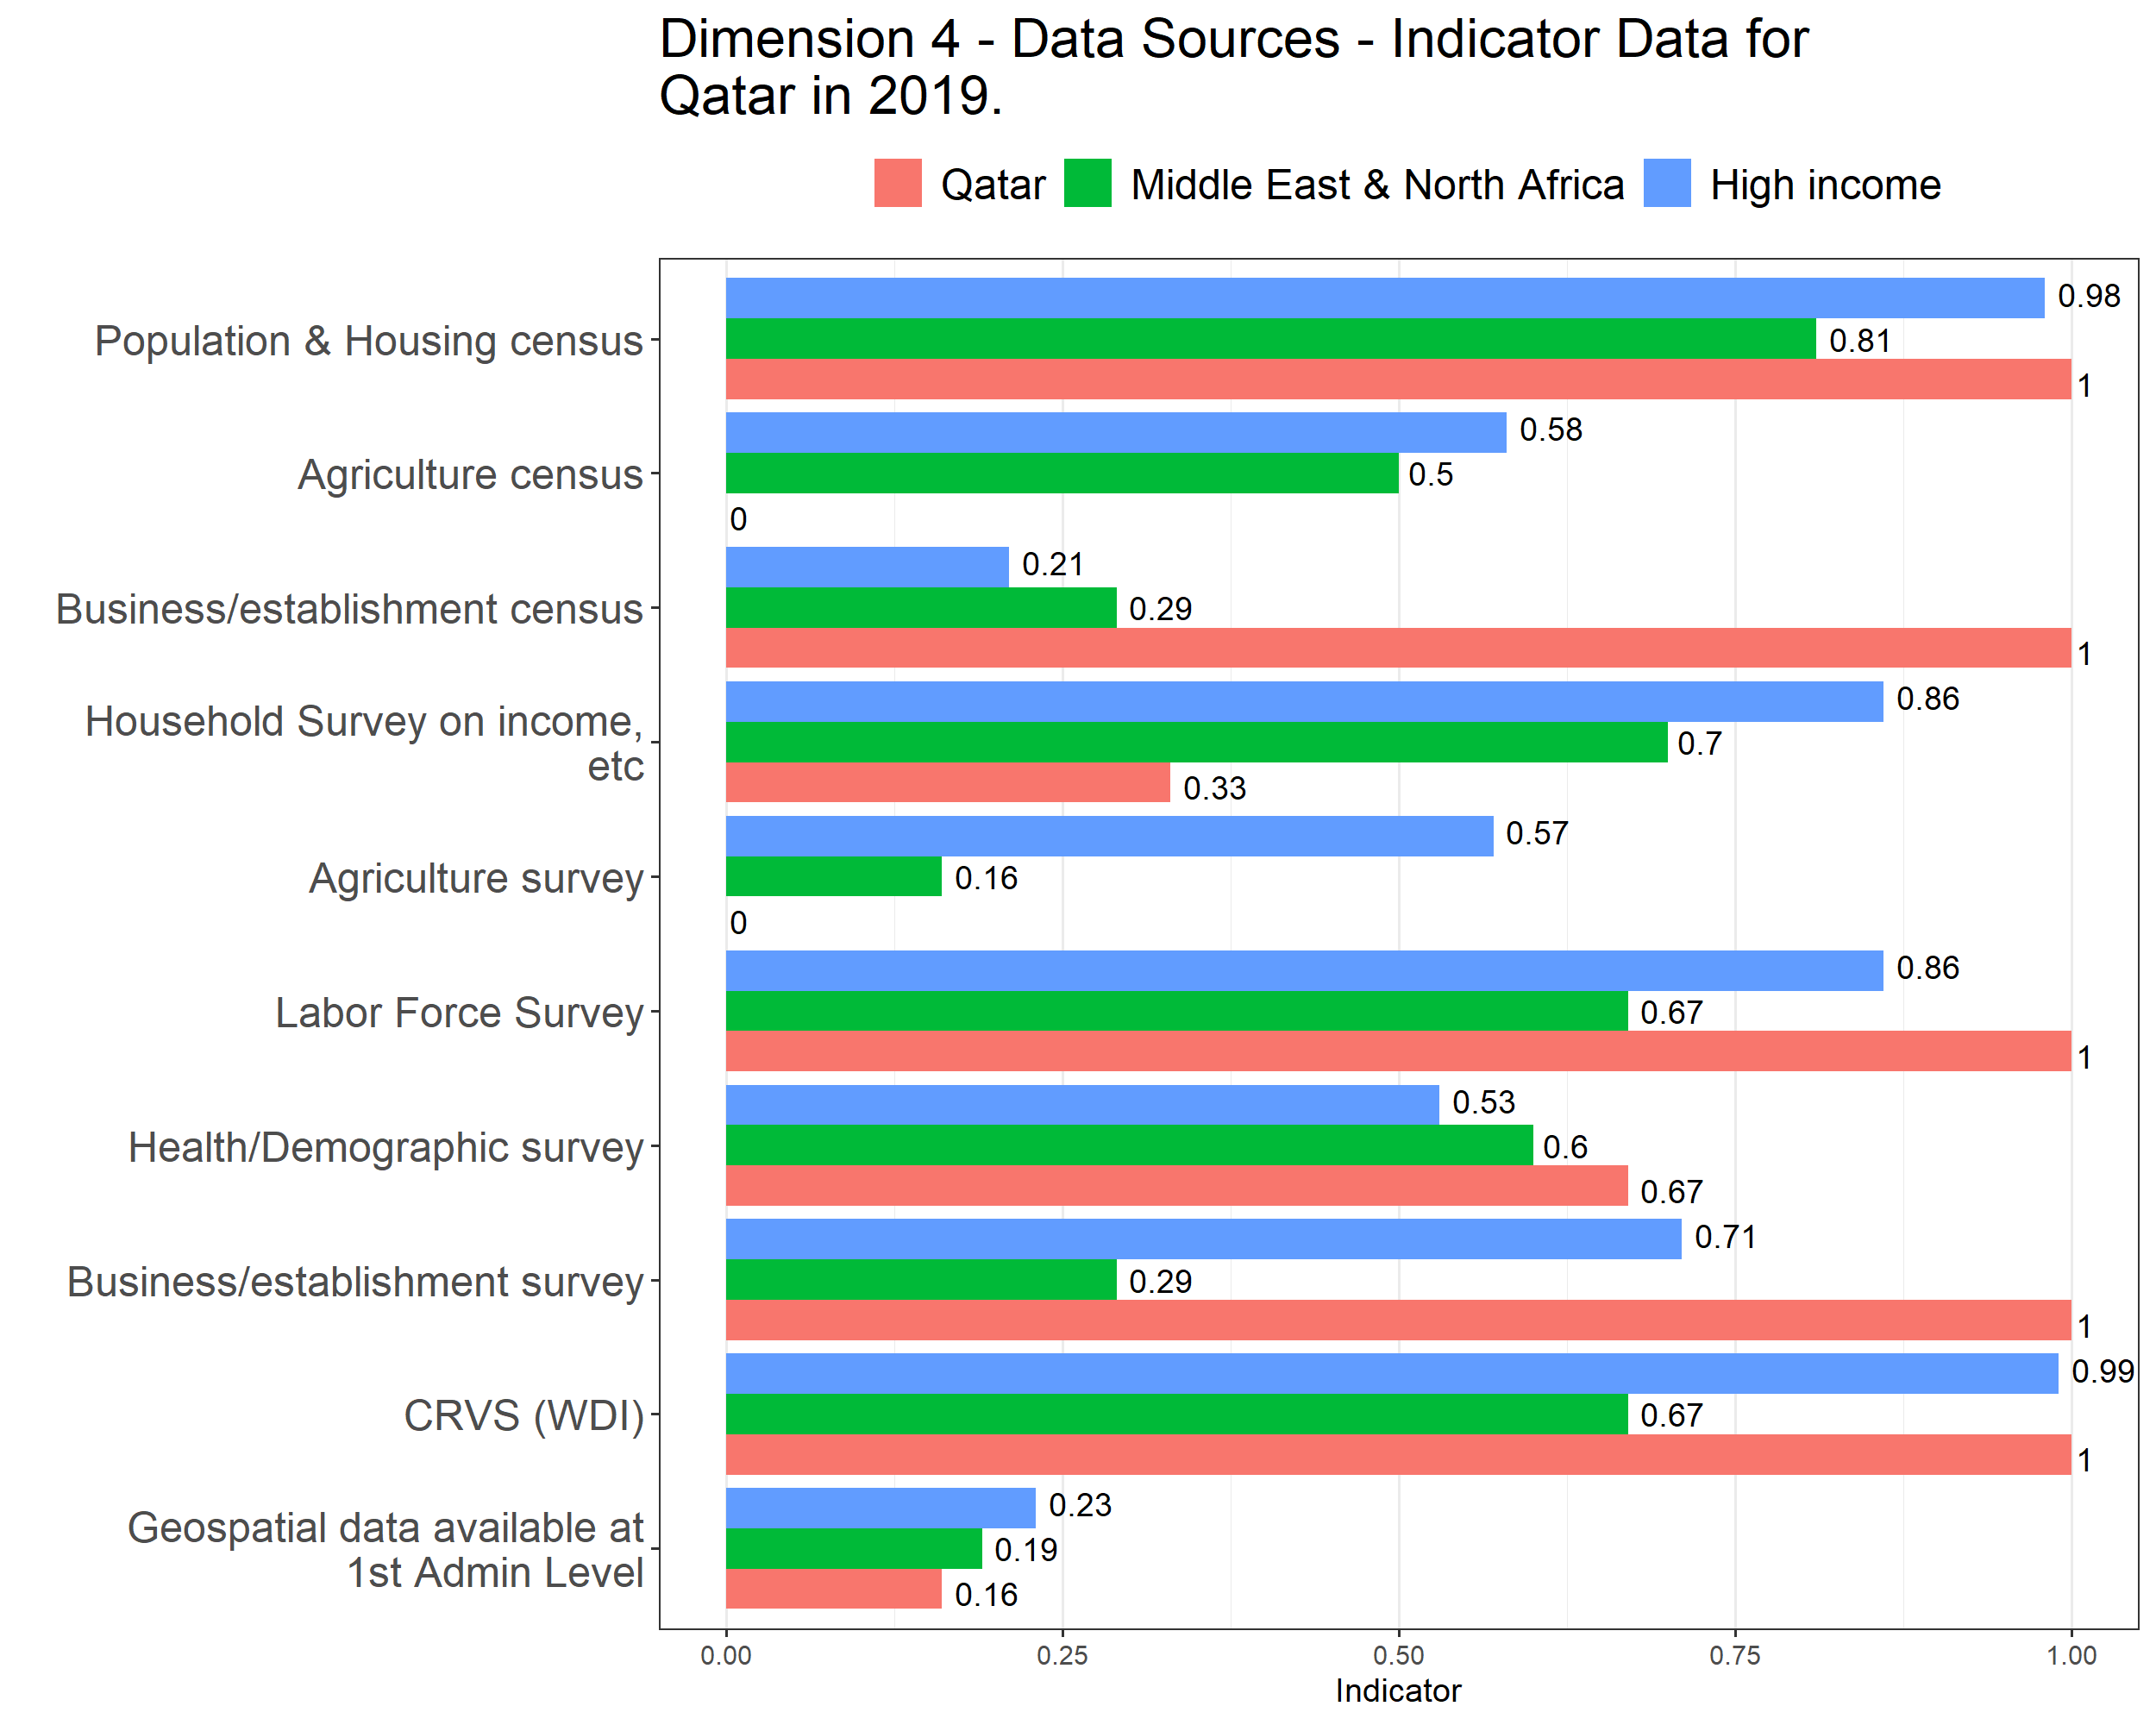 Dimension 4 - Data Sources - Indicator Data for
Qatar in 2019.
Qatar Middle East & North Africa High income
Population & Housing census
0.98
0.81
1
Agriculture census
0.58
0.5
0
Business/establishment census
0.21
0.29
1
Household Survey on income,
etc
0.86
0.7
0.33
Agriculture survey
0.57
0.16
0
Labor Force Survey
0.86
0.67
1
Health/Demographic survey
0.53
0.6
0.67
Business/establishment survey
0.71
0.29
1
CRVS (WDI)
0.99
0.67
1
Geospatial data available at
1st Admin Level
0.23
0.19
0.16
0.00 0.25 0.50 0.75 1.00
Indicator